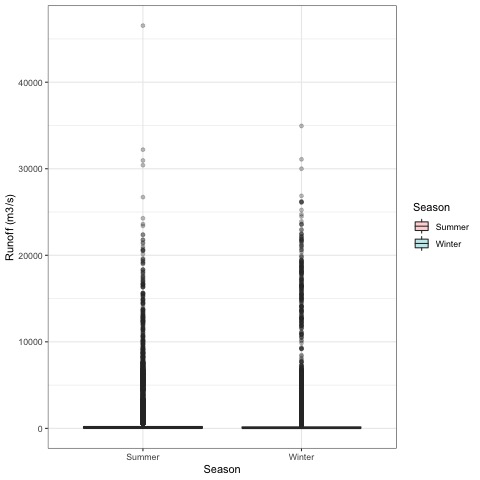 40000
30000
20000
10000
0
Runoff (m3/s)
Summer
Winter
Season
Season
Summer
Winter